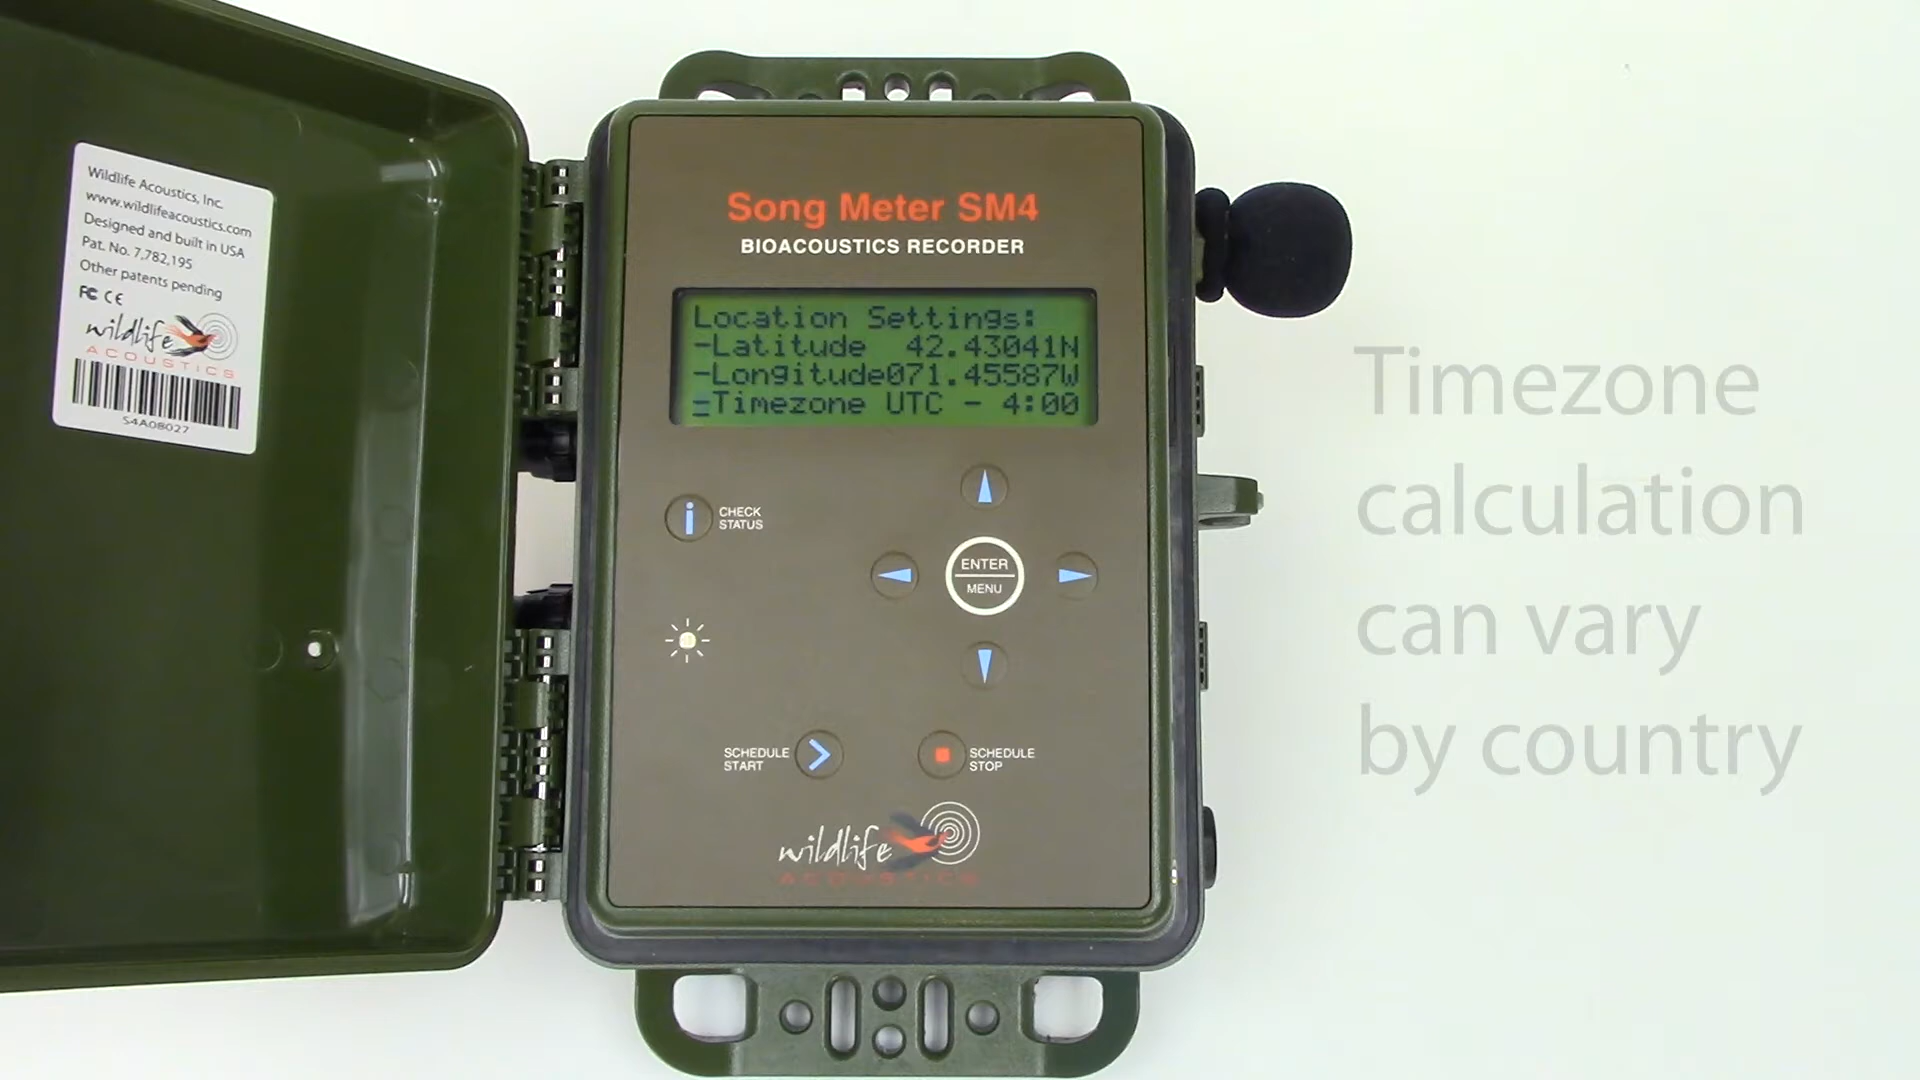 Wildlife Acoustics, Inc.
www.wildlifeacoustics.com
Designed and built in USA
Pat. No. 7,782,195
Other patents pending
FC CE
wildlife
ACOUSTICS
S4A08027
Song Meter SM4
BIOACOUSTICS RECORDER
Location Settings:
-Latitude 42.43041N
-Longitude071.45587W
-Timezone UTC - 4:00
i CHECK
STATUS
ENTER
MENU
SCHEDULE
START
SCHEDULE
STOP
wildlife
ACOUSTICS
Timezone
calculation
can vary
by country